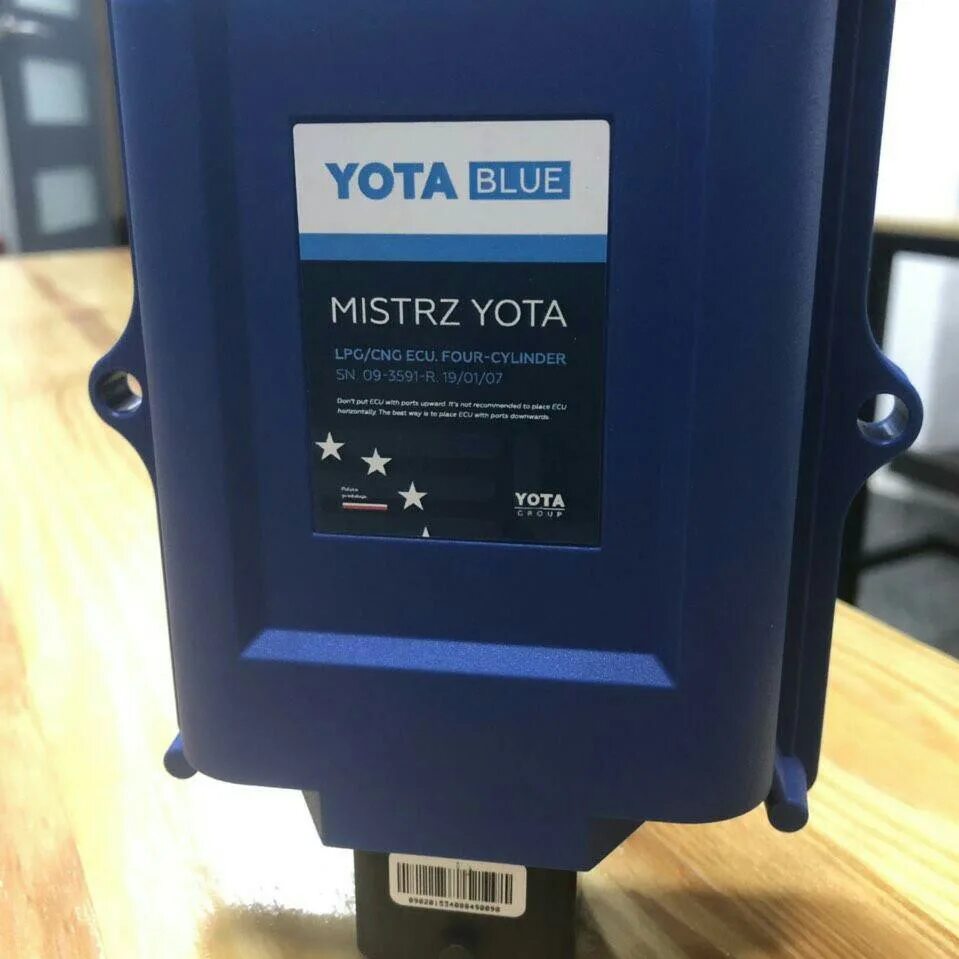 YOTA BLUE
MISTRZ YOTA
LPG/CNG ECU. FOUR-CYLINDER
SN. 09-3591-R. 19/01/07
Don't put ECU with ports upward. It's not recommended to place ECU
horizontally. The best way is to place ECU with ports downwards.
Polska
produkcja
YOTA
GROUP